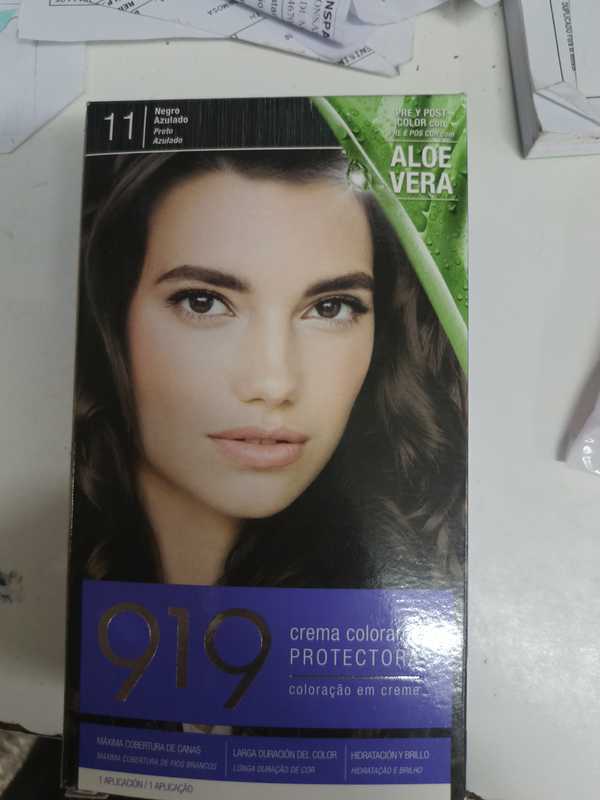 11
Negro
Azulado
Preto
Azulado
PRE Y POST
COLOR con
PRE E PÓS COR com
ALOE
VERA
919
PROTECTORA
crema
coloração em creme
MÁXIMA COBERTURA DE CANAS
MÁXIMA COBERTURA DE FIOS BRANCOS
LARGA DURACIÓN DEL COLOR
LONGA DURAÇÃO DE COR
HIDRATACIÓN Y BRILLO
HIDRATAÇÃO E BRILHO
1 APLICACIÓN / 1 APLICAÇÃO